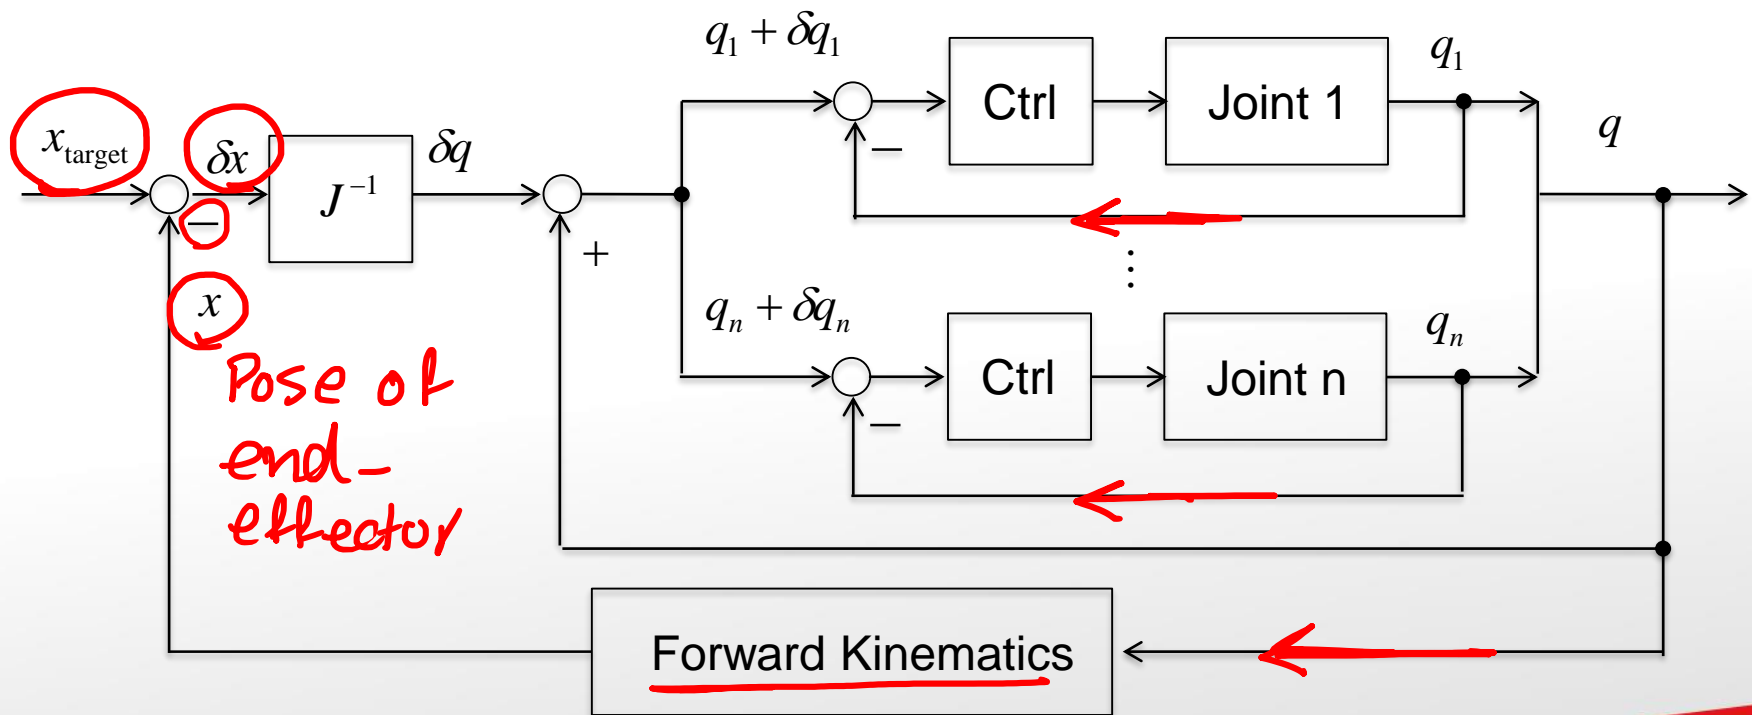 q₁ + δq₁
q₁
Ctrl
Joint 1
q
x_target
δx
δq
J⁻¹
−
−
+
⋮
x
qₙ + δqₙ
qₙ
Ctrl
Joint n
−
Pose of
end-
effector
Forward Kinematics